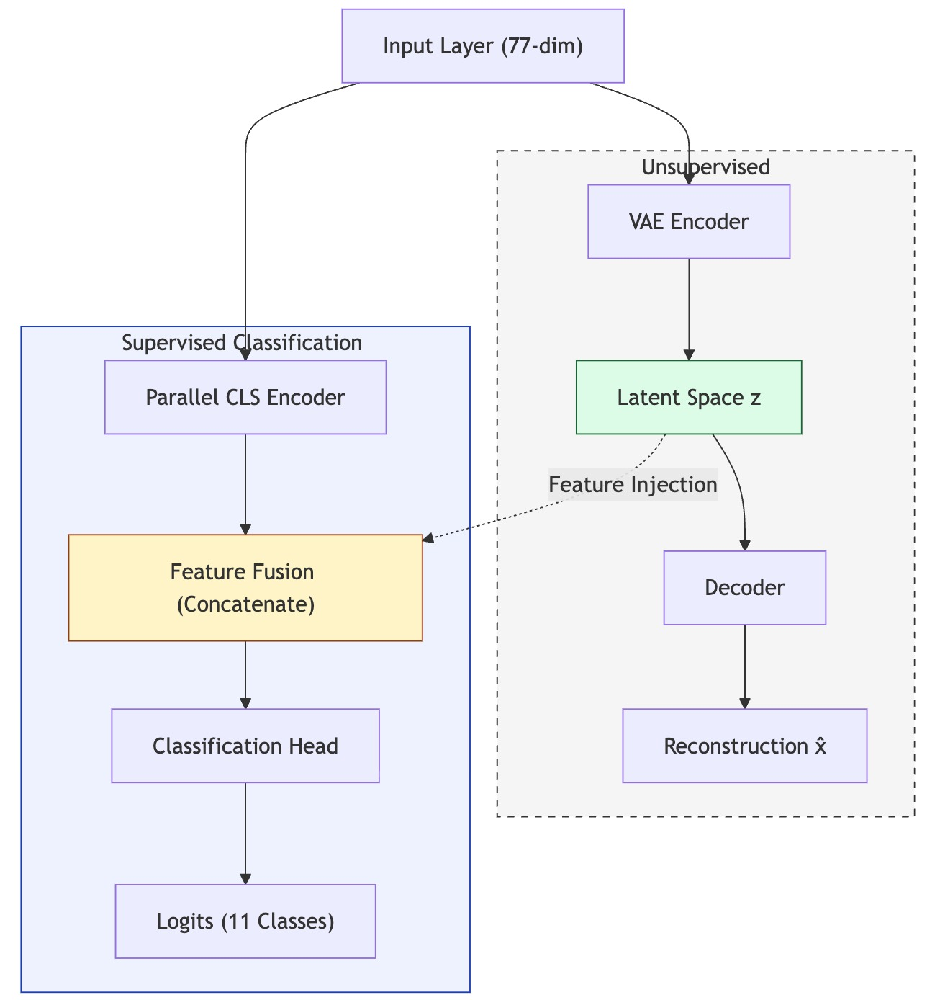 Input Layer (77-dim)
Unsupervised
VAE Encoder
Supervised Classification
Parallel CLS Encoder
Latent Space z
Feature Injection
Feature Fusion
(Concatenate)
Decoder
Classification Head
Reconstruction x̂
Logits (11 Classes)